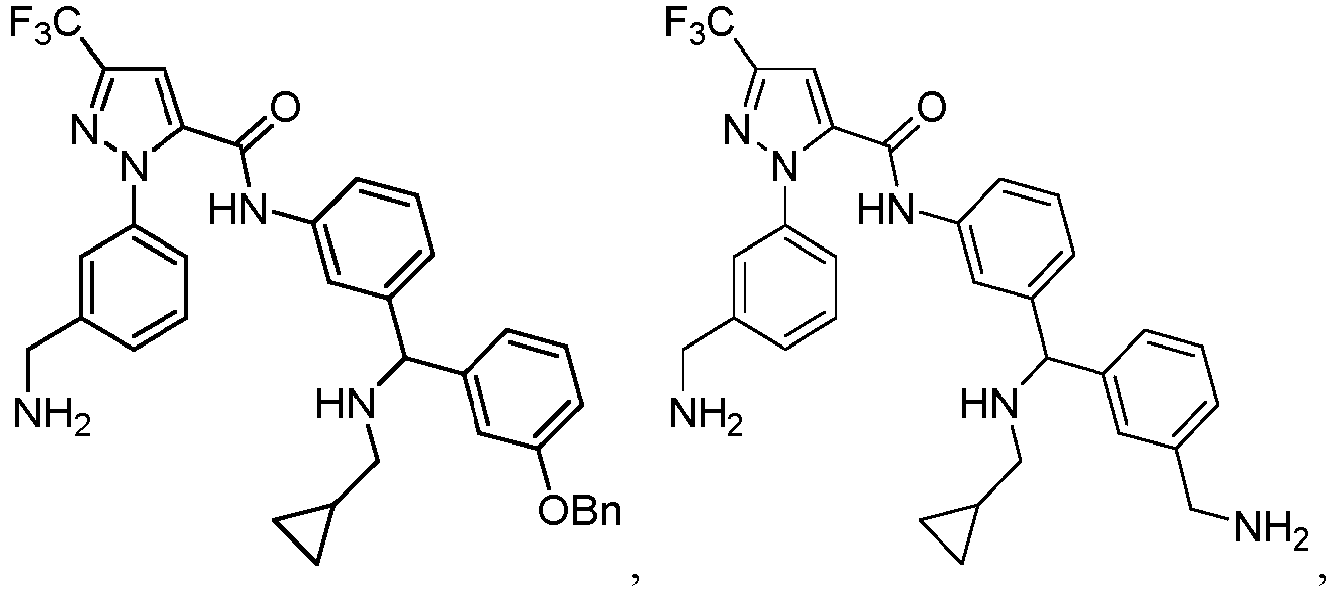 F3C F3C
O O
N N
N N
HN HN
NH2 HN NH2 HN
OBn NH2
, ,